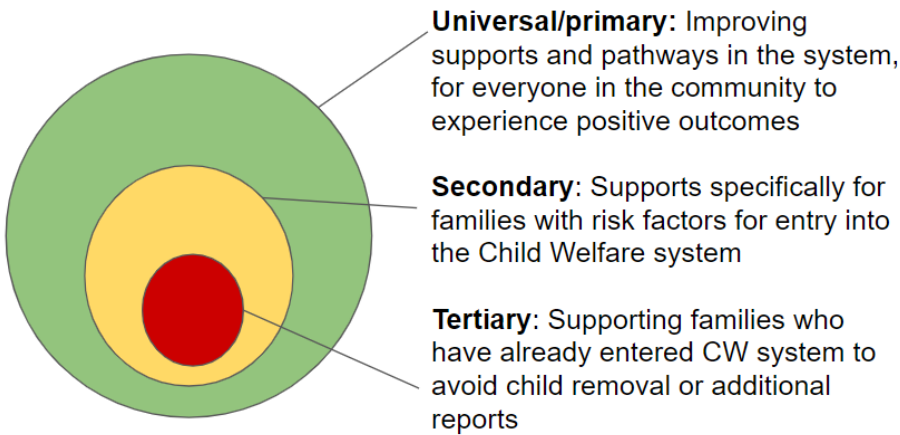 Universal/primary: Improving
supports and pathways in the system,
for everyone in the community to
experience positive outcomes
Secondary: Supports specifically for
families with risk factors for entry into
the Child Welfare system
Tertiary: Supporting families who
have already entered CW system to
avoid child removal or additional
reports